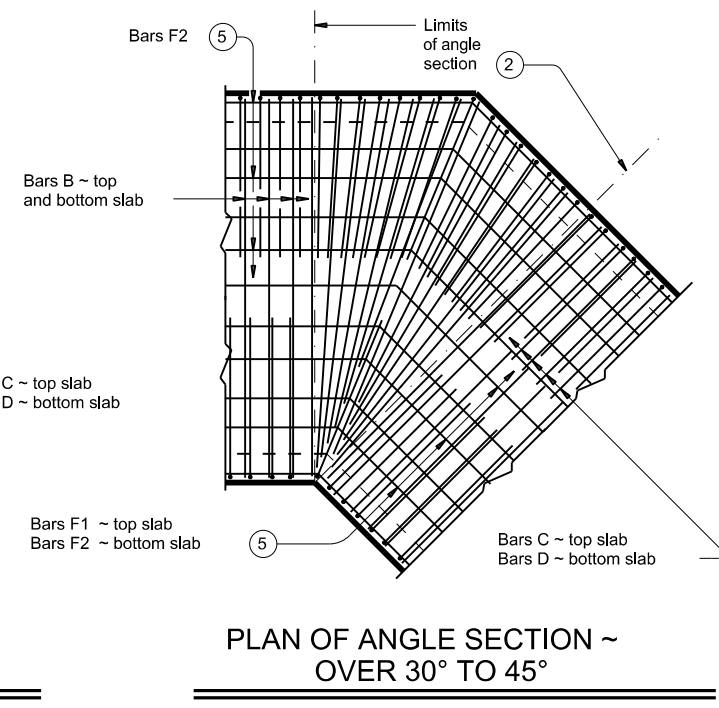 Bars F2 5
Limits
of angle
section 2
Bars B ~ top
and bottom slab
C ~ top slab
D ~ bottom slab
Bars F1 ~ top slab
Bars F2 ~ bottom slab
5
Bars C ~ top slab
Bars D ~ bottom slab
PLAN OF ANGLE SECTION ~
OVER 30° TO 45°